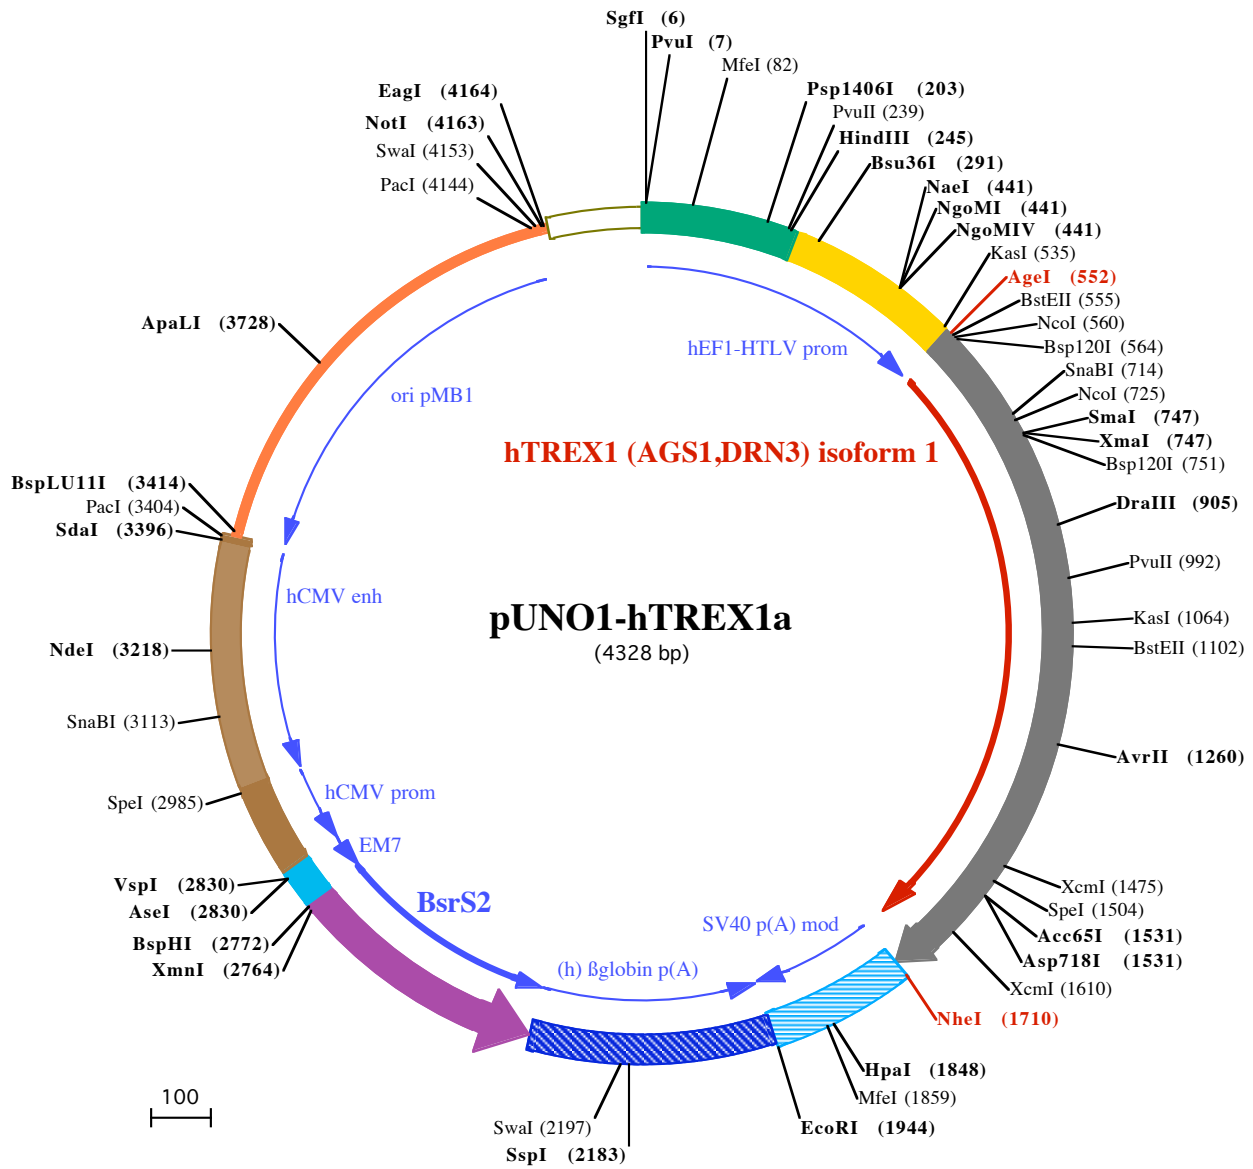 SgfI (6)
PvuI (7)
MfeI (82)
Psp1406I (203)
PvuII (239)
HindIII (245)
Bsu36I (291)
NaeI (441)
NgoMI (441)
NgoMIV (441)
KasI (535)
AgeI (552)
BstEII (555)
NcoI (560)
Bsp120I (564)
SnaBI (714)
NcoI (725)
SmaI (747)
XmaI (747)
Bsp120I (751)
DraIII (905)
PvuII (992)
KasI (1064)
BstEII (1102)
AvrII (1260)
XcmI (1475)
SpeI (1504)
Acc65I (1531)
Asp718I (1531)
XcmI (1610)
NheI (1710)
HpaI (1848)
MfeI (1859)
EcoRI (1944)
SspI (2183)
SwaI (2197)
XmnI (2764)
BspHI (2772)
AseI (2830)
VspI (2830)
SpeI (2985)
SnaBI (3113)
NdeI (3218)
SdaI (3396)
PacI (3404)
BspLU11I (3414)
ApaLI (3728)
PacI (4144)
SwaI (4153)
NotI (4163)
EagI (4164)
hEF1-HTLV prom
hTREX1 (AGS1,DRN3) isoform 1
SV40 p(A) mod
(h) ßglobin p(A)
BsrS2
EM7
hCMV prom
hCMV enh
ori pMB1
pUNO1-hTREX1a
(4328 bp)
100